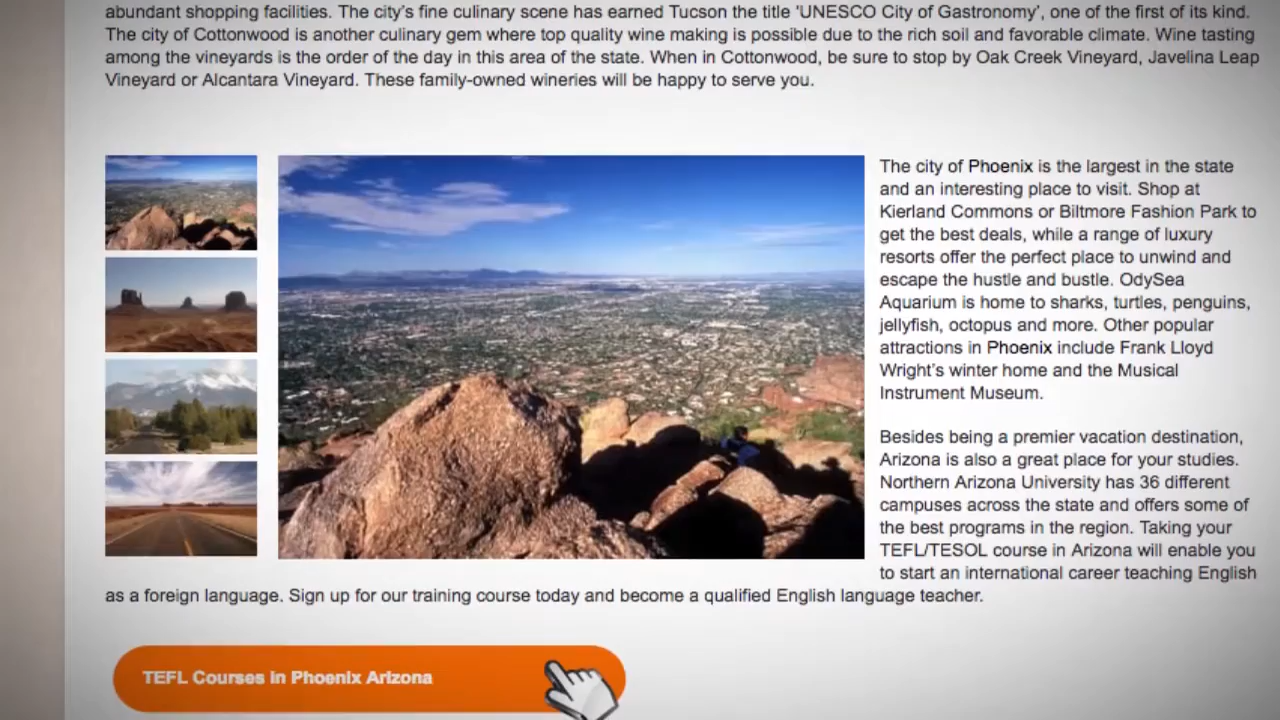 abundant shopping facilities. The city's fine culinary scene has earned Tucson the title 'UNESCO City of Gastronomy', one of the first of its kind.
The city of Cottonwood is another culinary gem where top quality wine making is possible due to the rich soil and favorable climate. Wine tasting
among the vineyards is the order of the day in this area of the state. When in Cottonwood, be sure to stop by Oak Creek Vineyard, Javelina Leap
Vineyard or Alcantara Vineyard. These family-owned wineries will be happy to serve you.
The city of Phoenix is the largest in the state
and an interesting place to visit. Shop at
Kierland Commons or Biltmore Fashion Park to
get the best deals, while a range of luxury
resorts offer the perfect place to unwind and
escape the hustle and bustle. OdySea
Aquarium is home to sharks, turtles, penguins,
jellyfish, octopus and more. Other popular
attractions in Phoenix include Frank Lloyd
Wright's winter home and the Musical
Instrument Museum.
Besides being a premier vacation destination,
Arizona is also a great place for your studies.
Northern Arizona University has 36 different
campuses across the state and offers some of
the best programs in the region. Taking your
TEFL/TESOL course in Arizona will enable you
to start an international career teaching English
as a foreign language. Sign up for our training course today and become a qualified English language teacher.
TEFL Courses in Phoenix Arizona